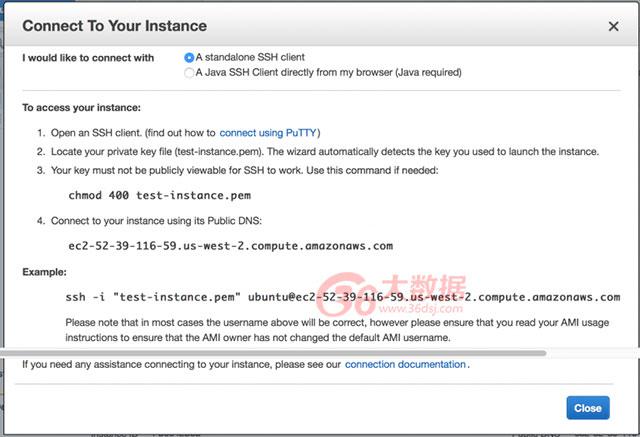 Connect To Your Instance
I would like to connect with
A standalone SSH client
A Java SSH Client directly from my browser (Java required)
To access your instance:
1. Open an SSH client. (find out how to connect using PuTTY)
2. Locate your private key file (test-instance.pem). The wizard automatically detects the key you used to launch the instance.
3. Your key must not be publicly viewable for SSH to work. Use this command if needed:
chmod 400 test-instance.pem
4. Connect to your instance using its Public DNS:
ec2-52-39-116-59.us-west-2.compute.amazonaws.com
Example:
36大数据
ssh -i "test-instance.pem" ubuntu@ec2-52-39-116-59.us-west-2.compute.amazonaws.com
www.36dsj.com
Please note that in most cases the username above will be correct, however please ensure that you read your AMI usage
instructions to ensure that the AMI owner has not changed the default AMI username.
If you need any assistance connecting to your instance, please see our connection documentation.
Close